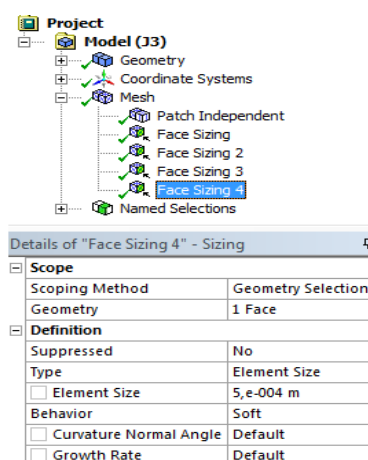 Project
Model (J3)
Geometry
Coordinate Systems
Mesh
Patch Independent
Face Sizing
Face Sizing 2
Face Sizing 3
Face Sizing 4
Named Selections
Details of "Face Sizing 4" - Sizing
Scope
Scoping Method Geometry Selection
Geometry 1 Face
Definition
Suppressed No
Type Element Size
Element Size 5,e-004 m
Behavior Soft
Curvature Normal Angle Default
Growth Rate Default